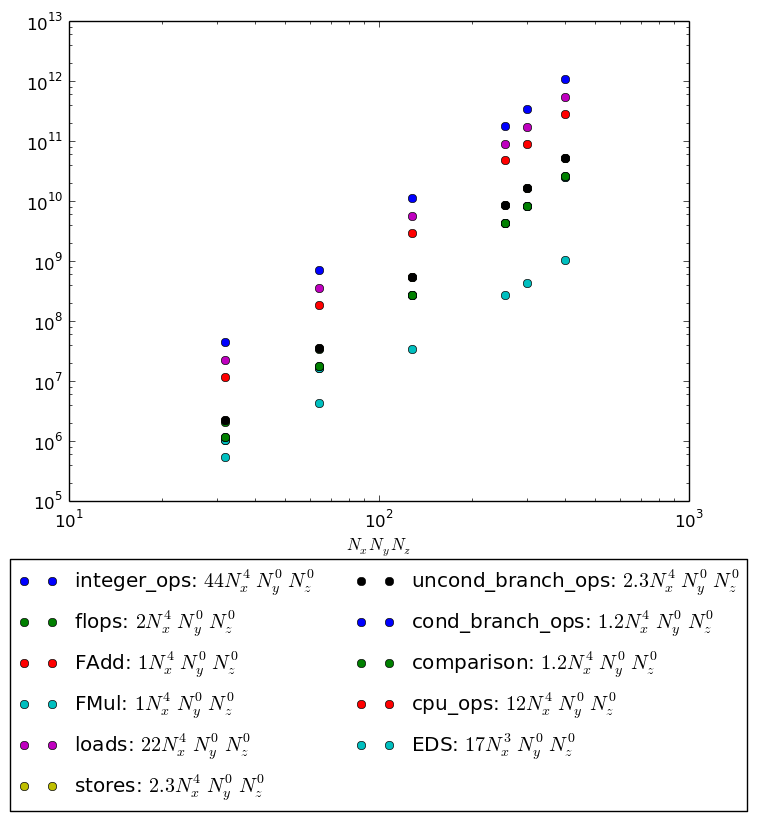 10^13
10^12
10^11
10^10
10^9
10^8
10^7
10^6
10^5
10^1 10^2 10^3
N_x N_y N_z
integer_ops: 44N_x^4 N_y^0 N_z^0
flops: 2N_x^4 N_y^0 N_z^0
FAdd: 1N_x^4 N_y^0 N_z^0
FMul: 1N_x^4 N_y^0 N_z^0
loads: 22N_x^4 N_y^0 N_z^0
stores: 2.3N_x^4 N_y^0 N_z^0
uncond_branch_ops: 2.3N_x^4 N_y^0 N_z^0
cond_branch_ops: 1.2N_x^4 N_y^0 N_z^0
comparison: 1.2N_x^4 N_y^0 N_z^0
cpu_ops: 12N_x^4 N_y^0 N_z^0
EDS: 17N_x^3 N_y^0 N_z^0